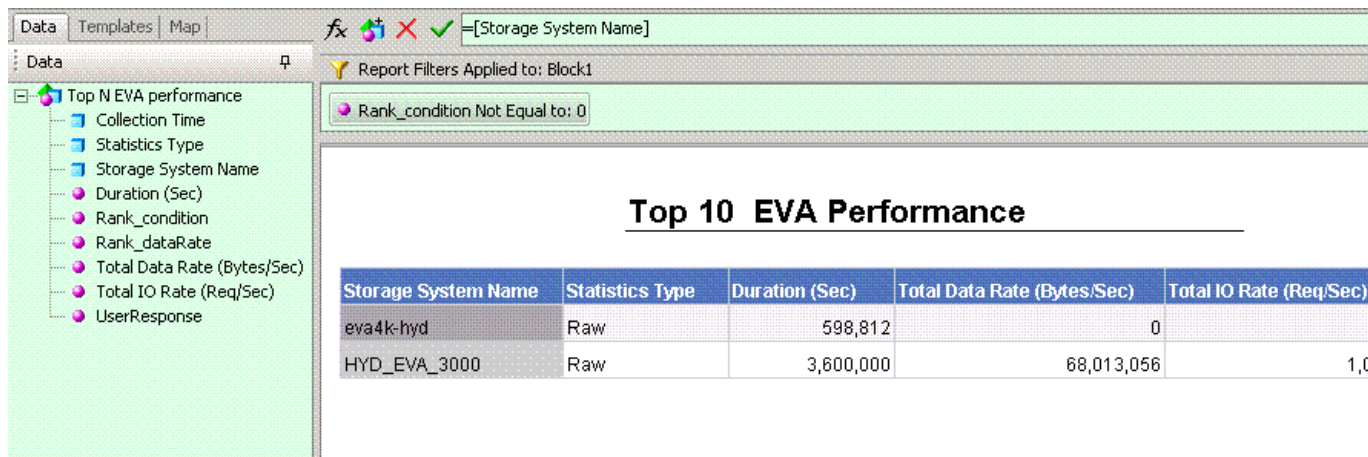 Data Templates Map
=[Storage System Name]
Data
Report Filters Applied to: Block1
Rank_condition Not Equal to: 0
Top N EVA performance
Collection Time
Statistics Type
Storage System Name
Duration (Sec)
Rank_condition
Rank_dataRate
Total Data Rate (Bytes/Sec)
Total IO Rate (Req/Sec)
UserResponse
Top 10 EVA Performance
Storage System Name Statistics Type Duration (Sec) Total Data Rate (Bytes/Sec) Total IO Rate (Req/Sec)
eva4k-hyd Raw 598,812 0
HYD_EVA_3000 Raw 3,600,000 68,013,056 1,0